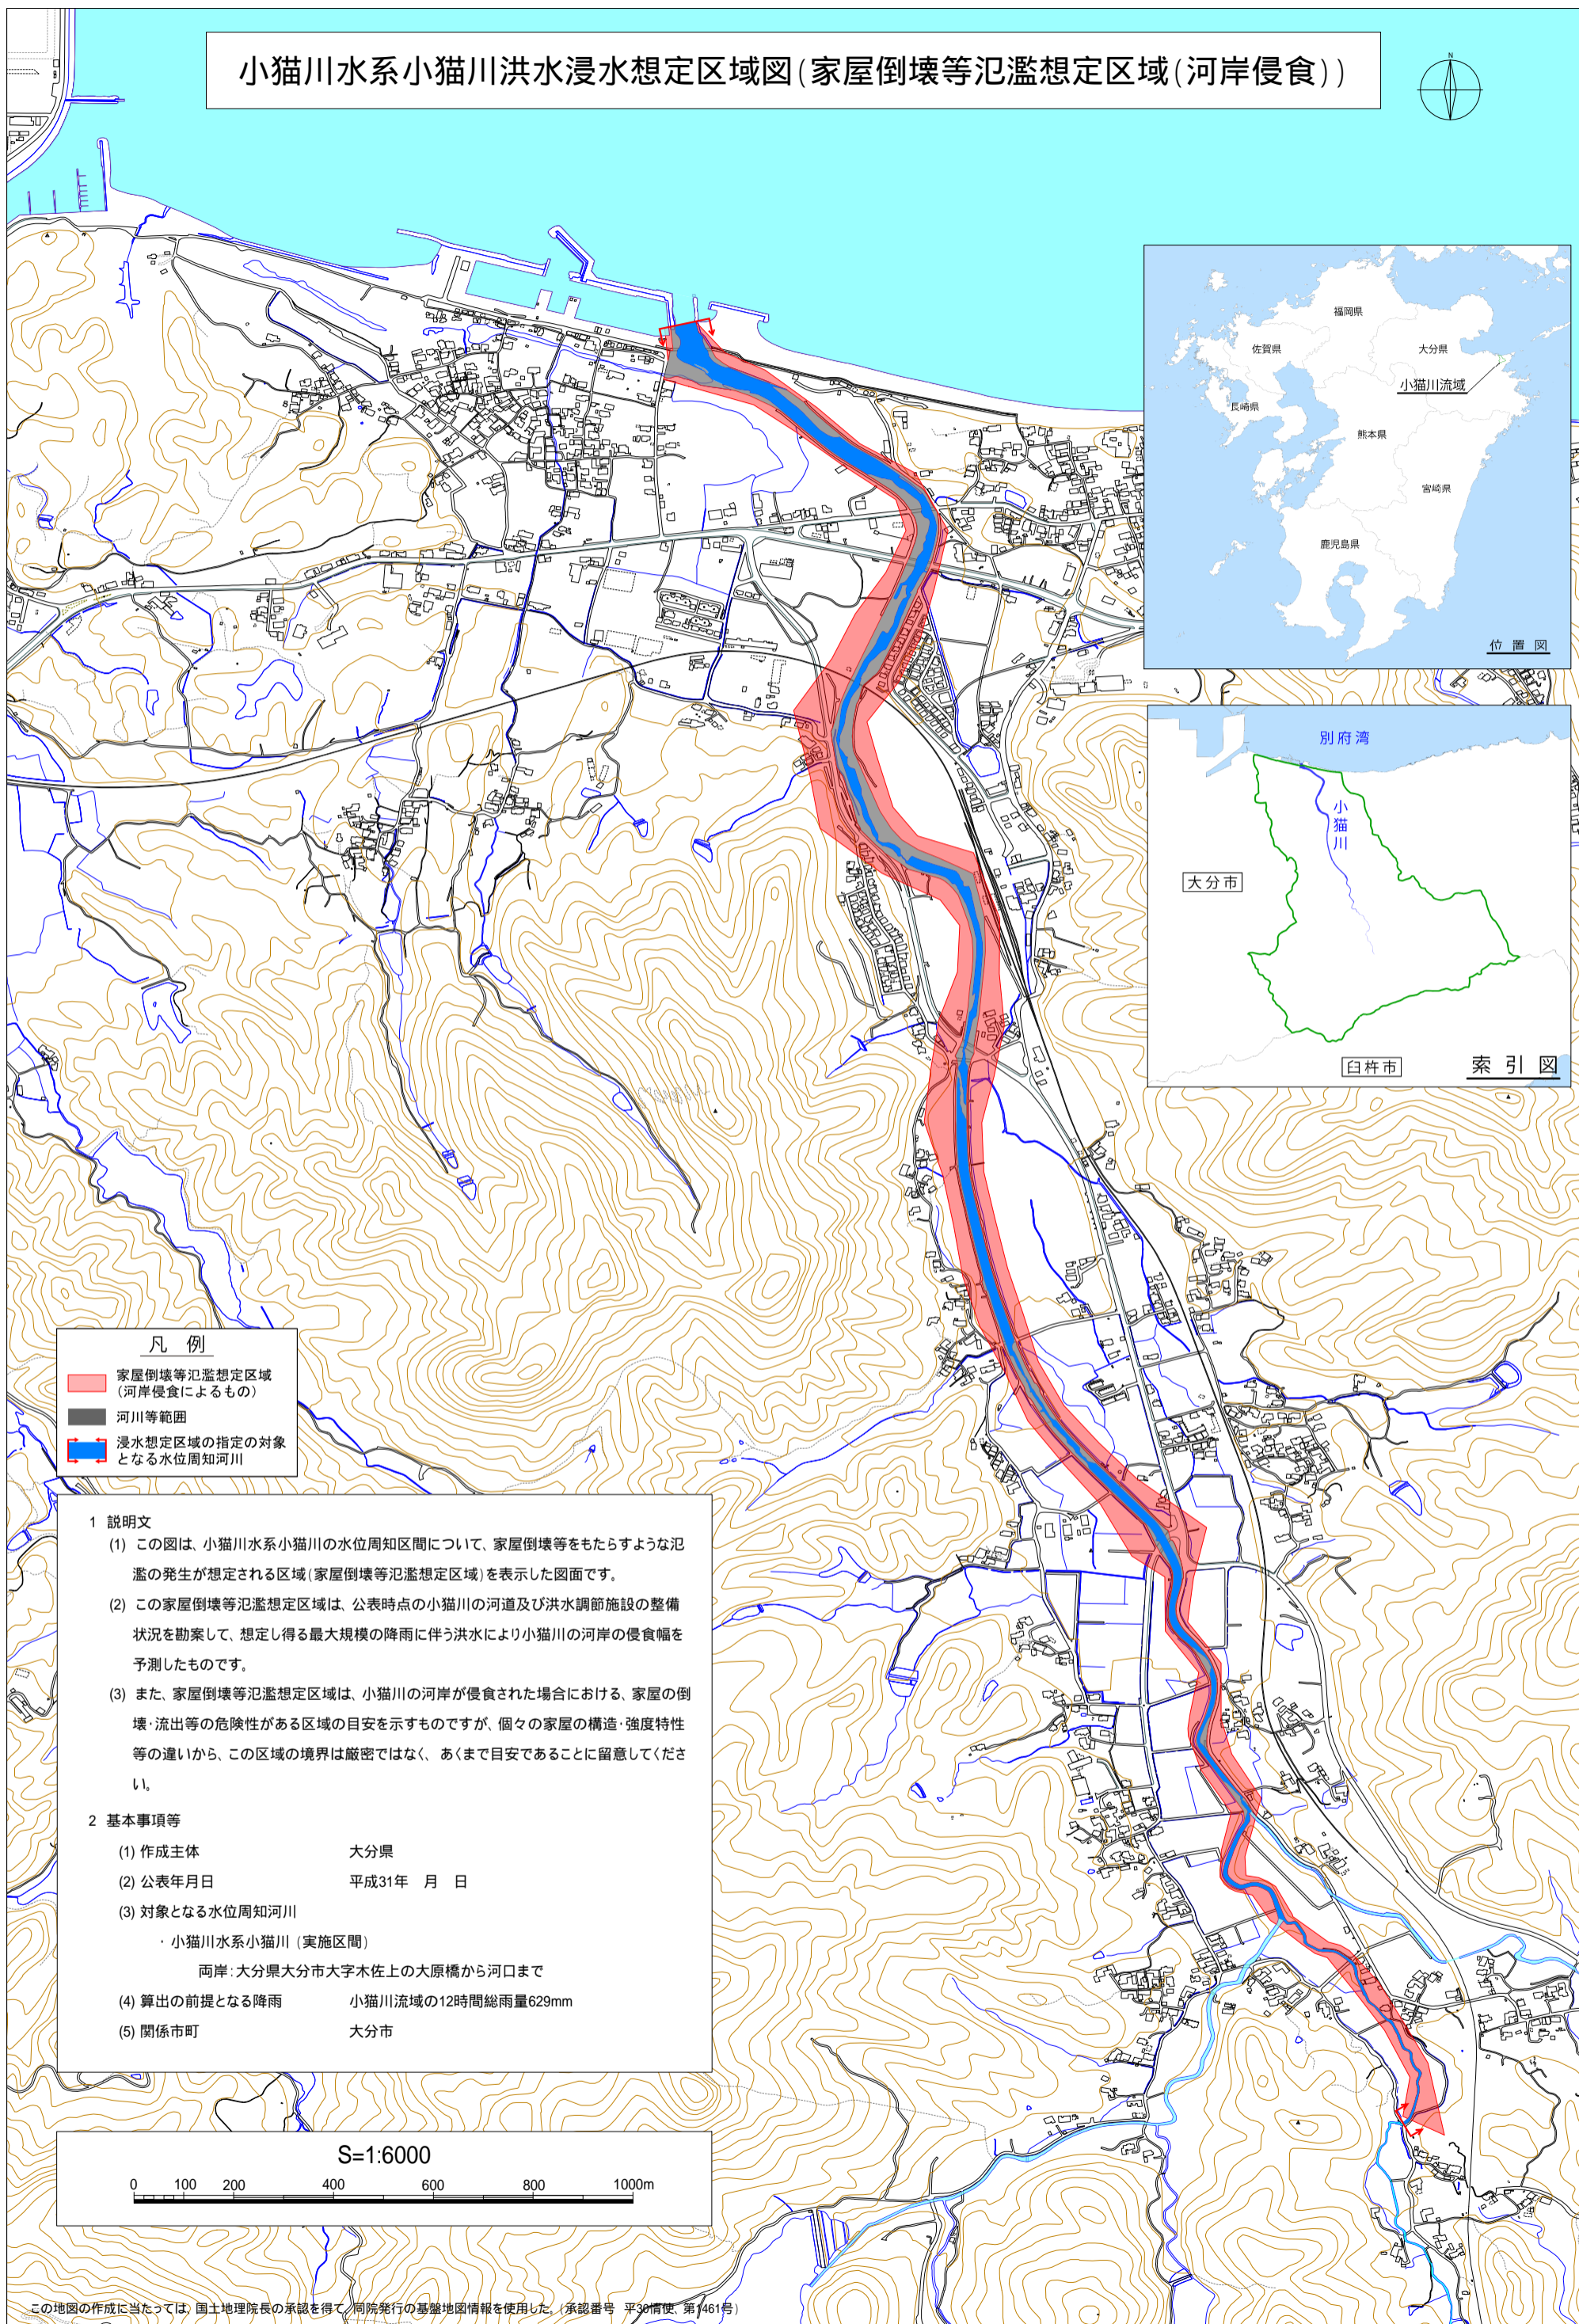 小猫川水系小猫川洪水浸水想定区域図(家屋倒壊等氾濫想定区域(河岸侵食))
N
福岡県
佐賀県
大分県
小猫川流域
長崎県
熊本県
宮崎県
鹿児島県
位 置 図
別府湾
小猫川
大分市
臼杵市
索 引 図
凡 例
家屋倒壊等氾濫想定区域
(河岸侵食によるもの)
河川等範囲
浸水想定区域の指定の対象
となる水位周知河川
1 説明文
(1) この図は、小猫川水系小猫川の水位周知区間について、家屋倒壊等をもたらすような氾
濫の発生が想定される区域(家屋倒壊等氾濫想定区域)を表示した図面です。
(2) この家屋倒壊等氾濫想定区域は、公表時点の小猫川の河道及び洪水調節施設の整備
状況を勘案して、想定し得る最大規模の降雨に伴う洪水により小猫川の河岸の侵食幅を
予測したものです。
(3) また、家屋倒壊等氾濫想定区域は、小猫川の河岸が侵食された場合における、家屋の倒
壊・流出等の危険性がある区域の目安を示すものですが、個々の家屋の構造・強度特性
等の違いから、この区域の境界は厳密ではなく、あくまで目安であることに留意してくださ
い。
2 基本事項等
(1) 作成主体 大分県
(2) 公表年月日 平成31年 月 日
(3) 対象となる水位周知河川
・小猫川水系小猫川 (実施区間)
両岸:大分県大分市大字木佐上の大原橋から河口まで
(4) 算出の前提となる降雨 小猫川流域の12時間総雨量629mm
(5) 関係市町 大分市
S=1:6000
0 100 200 400 600 800 1000m
この地図の作成に当たっては、国土地理院長の承認を得て、同院発行の基盤地図情報を使用した。(承認番号 平30情使、第1461号)